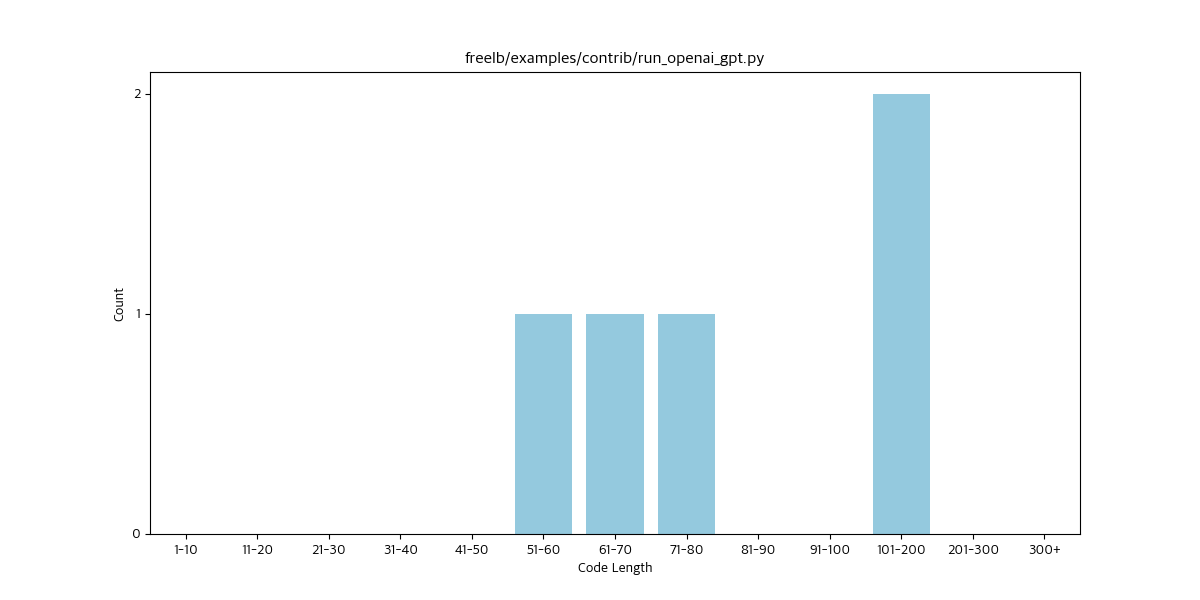 freelb/examples/contrib/run_openai_gpt.py
2
1
0
Count
1-10 11-20 21-30 31-40 41-50 51-60 61-70 71-80 81-90 91-100 101-200 201-300 300+
Code Length